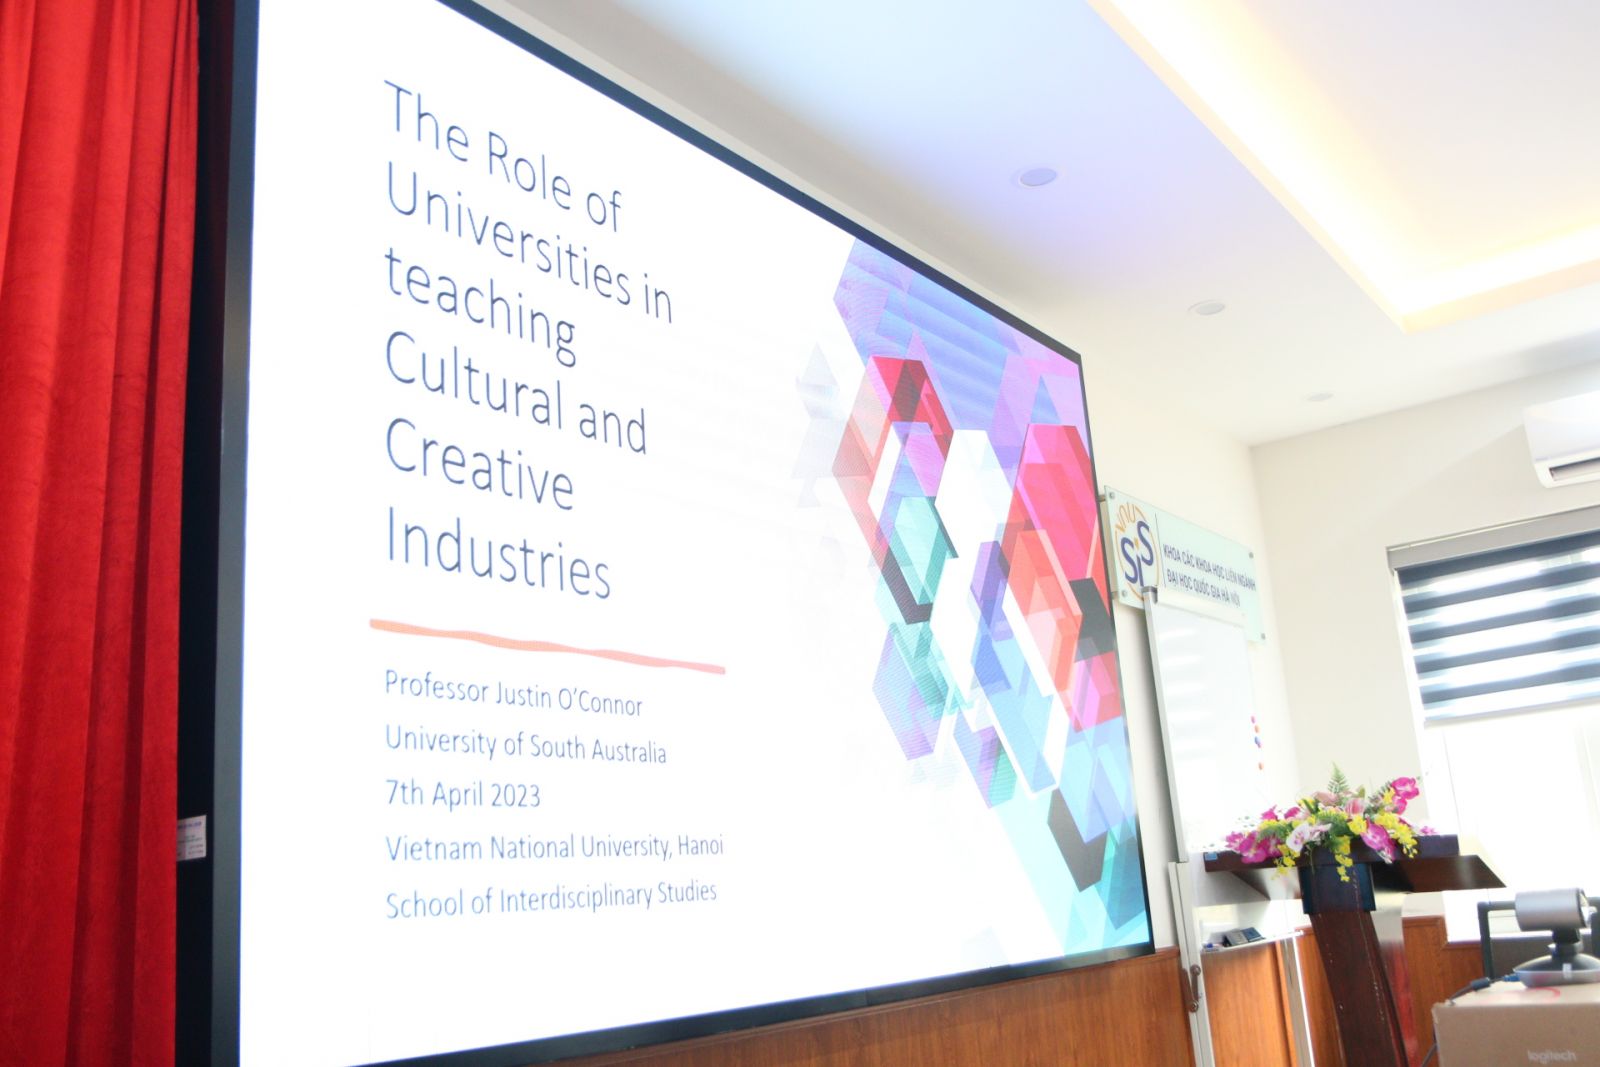 The Role of
Universities in
teaching
Cultural and
Creative
Industries
Professor Justin O'Connor
University of South Australia
7th April 2023
Vietnam National University, Hanoi
School of Interdisciplinary Studies
VNU
SIS
KHOA CÁC KHOA HỌC LIÊN NGÀNH
ĐẠI HỌC QUỐC GIA HÀ NỘI
logitech